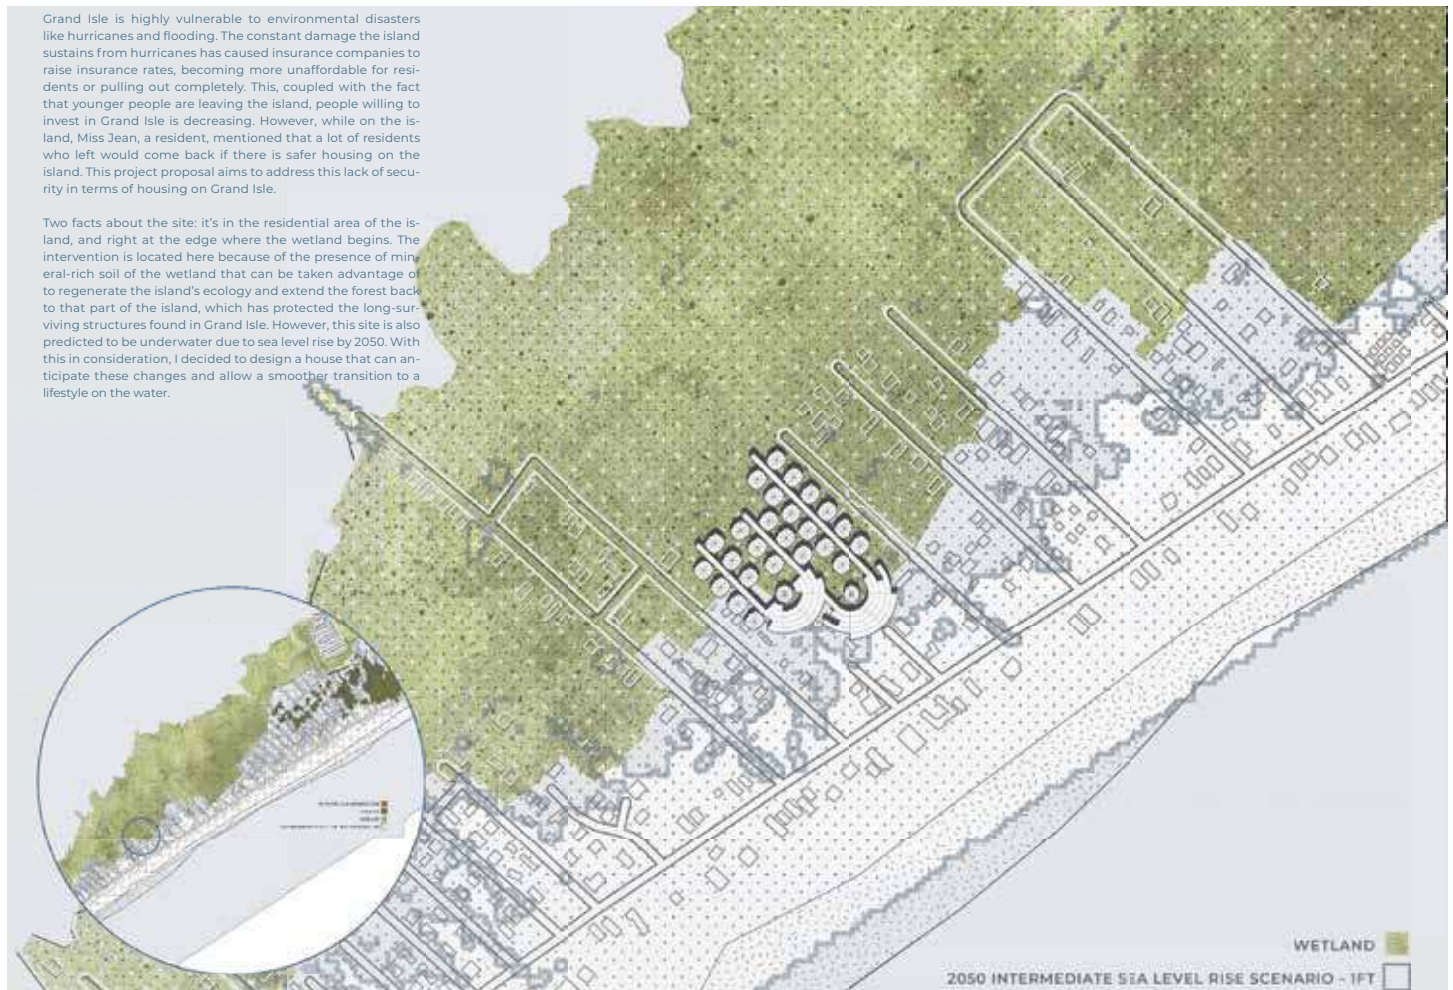 Grand Isle is highly vulnerable to environmental disasters
like hurricanes and flooding. The constant damage the island
sustains from hurricanes has caused insurance companies to
raise insurance rates, becoming more unaffordable for resi-
dents or pulling out completely. This, coupled with the fact
that younger people are leaving the island, people willing to
invest in Grand Isle is decreasing. However, while on the is-
land, Miss Jean, a resident, mentioned that a lot of residents
who left would come back if there is safer housing on the
island. This project proposal aims to address this lack of secu-
rity in terms of housing on Grand Isle.
Two facts about the site: it's in the residential area of the is-
land, and right at the edge where the wetland begins. The
intervention is located here because of the presence of min-
eral-rich soil of the wetland that can be taken advantage of
to regenerate the island's ecology and extend the forest back
to that part of the island, which has protected the long-sur-
viving structures found in Grand Isle. However, this site is also
predicted to be underwater due to sea level rise by 2050. With
this in consideration, I decided to design a house that can an-
ticipate these changes and allow a smoother transition to a
lifestyle on the water.
WETLAND
2050 INTERMEDIATE SEA LEVEL RISE SCENARIO - 1FT